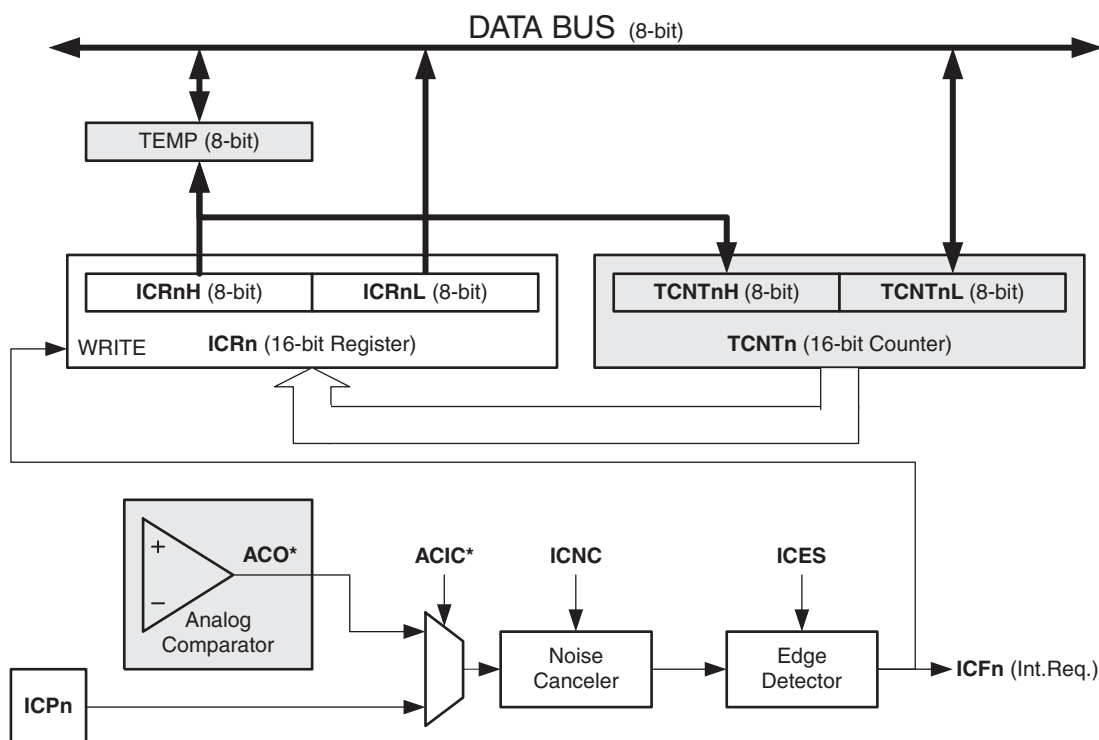 DATA BUS (8-bit)
TEMP (8-bit)
ICRnH (8-bit)
ICRnL (8-bit)
TCNTnH (8-bit)
TCNTnL (8-bit)
WRITE
ICRn (16-bit Register)
TCNTn (16-bit Counter)
+
−
ACO*
Analog
Comparator
ACIC*
ICNC
ICES
Noise
Canceler
Edge
Detector
ICFn (Int.Req.)
ICPn